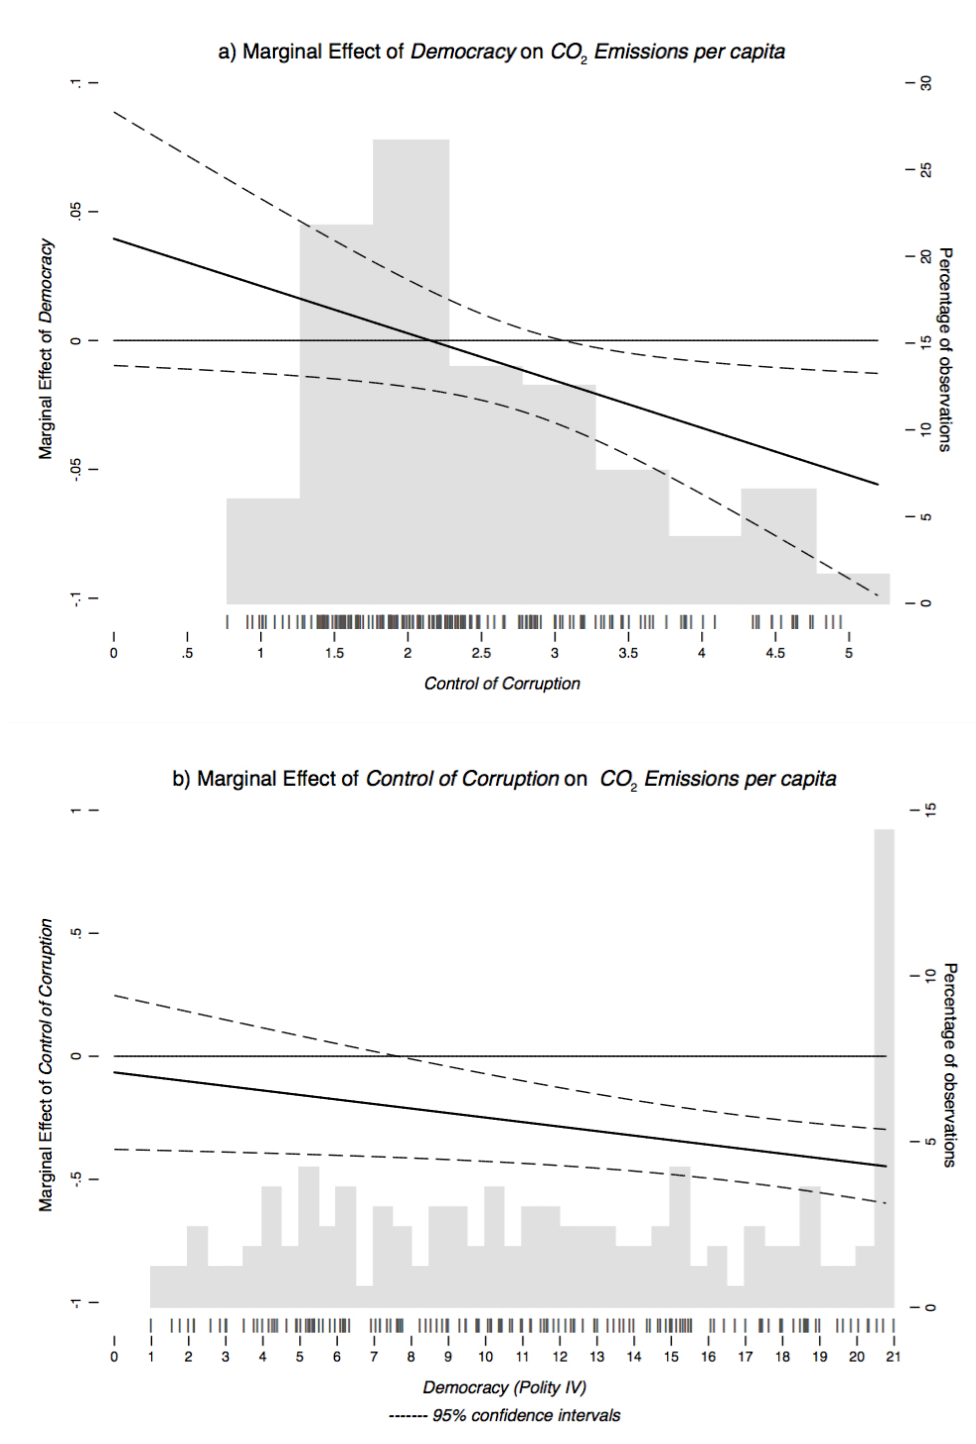 a) Marginal Effect of Democracy on CO₂ Emissions per capita
.1
.05
0
-.05
-.1
Marginal Effect of Democracy
30
25
20
15
10
5
0
Percentage of observations
0 .5 1 1.5 2 2.5 3 3.5 4 4.5 5
Control of Corruption
b) Marginal Effect of Control of Corruption on CO₂ Emissions per capita
1
.5
0
-.5
-1
Marginal Effect of Control of Corruption
15
10
5
0
Percentage of observations
0 1 2 3 4 5 6 7 8 9 10 11 12 13 14 15 16 17 18 19 20 21
Democracy (Polity IV)
------- 95% confidence intervals